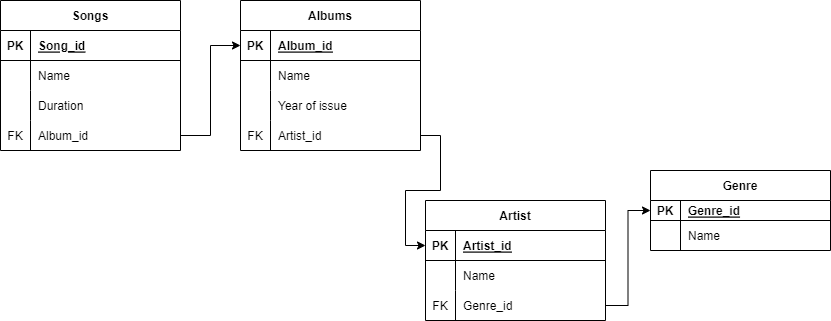 Songs
PK Song_id
Name
Duration
FK Album_id
Albums
PK Album_id
Name
Year of issue
FK Artist_id
Artist
PK Artist_id
Name
FK Genre_id
Genre
PK Genre_id
Name